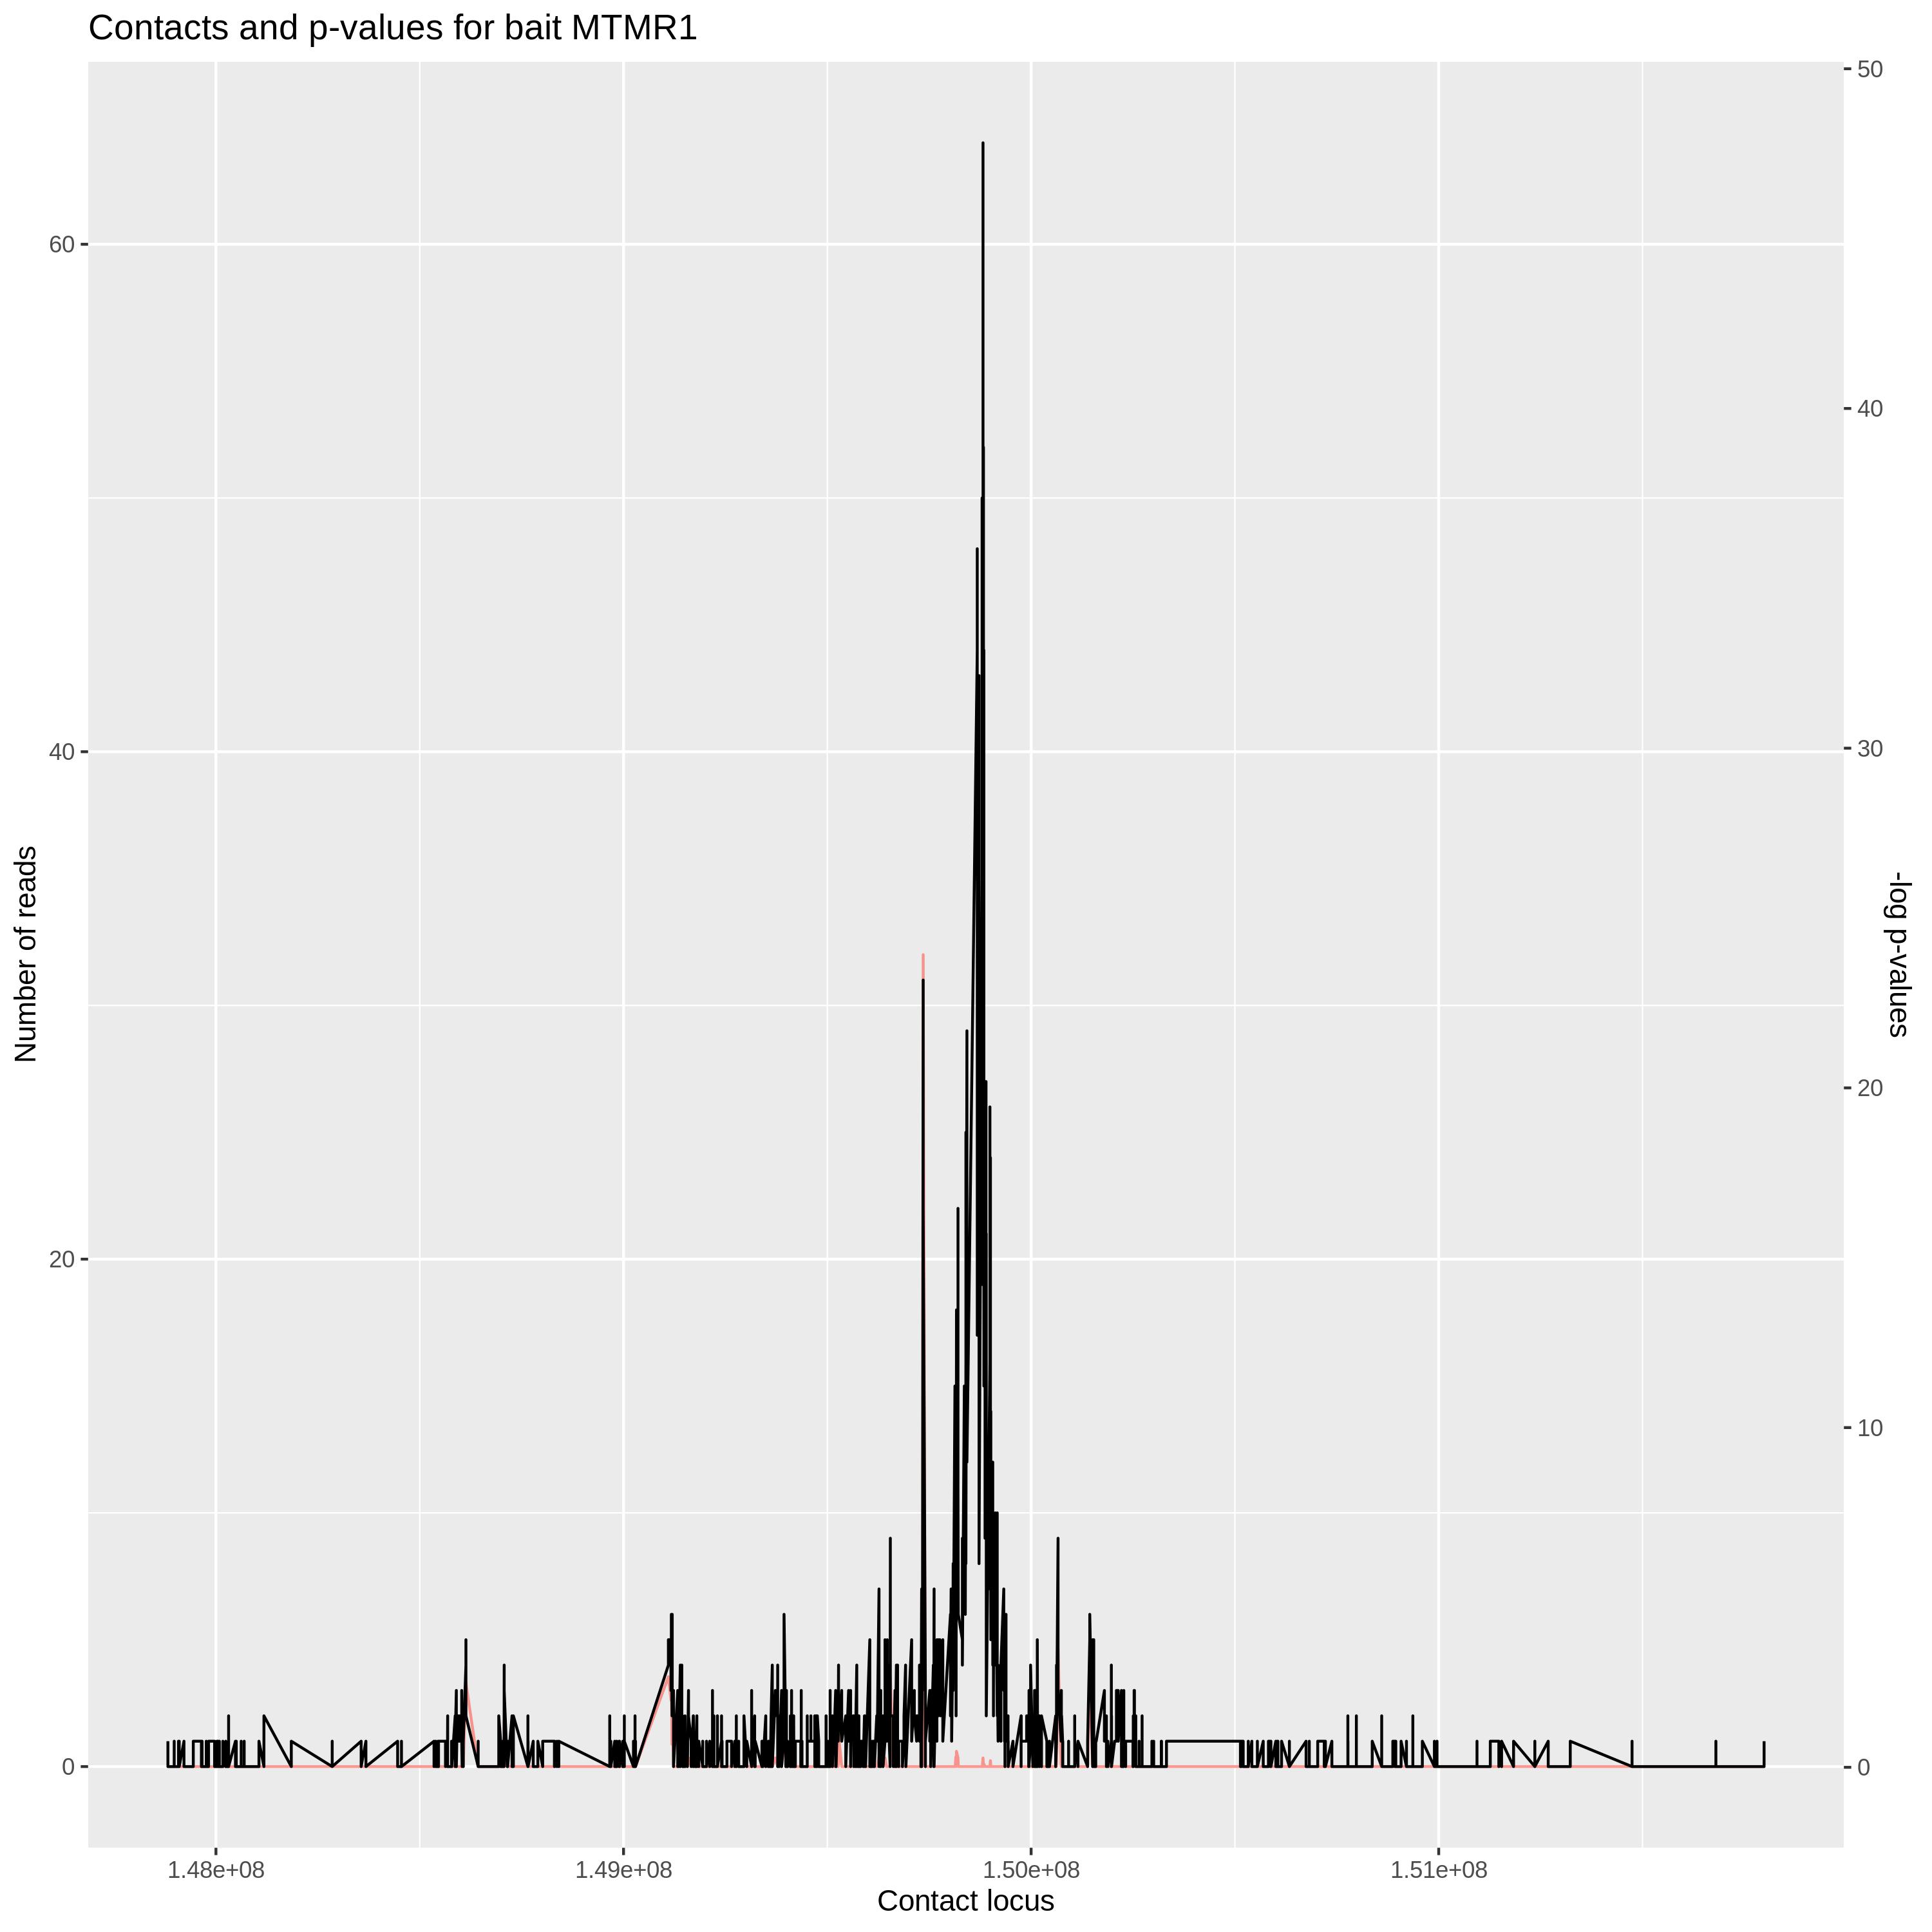 Contacts and p-values for bait MTMR1
50
60
40
40
30
Number of reads
-log p-values
20
20
10
0
0
1.48e+08
1.49e+08
1.50e+08
1.51e+08
Contact locus